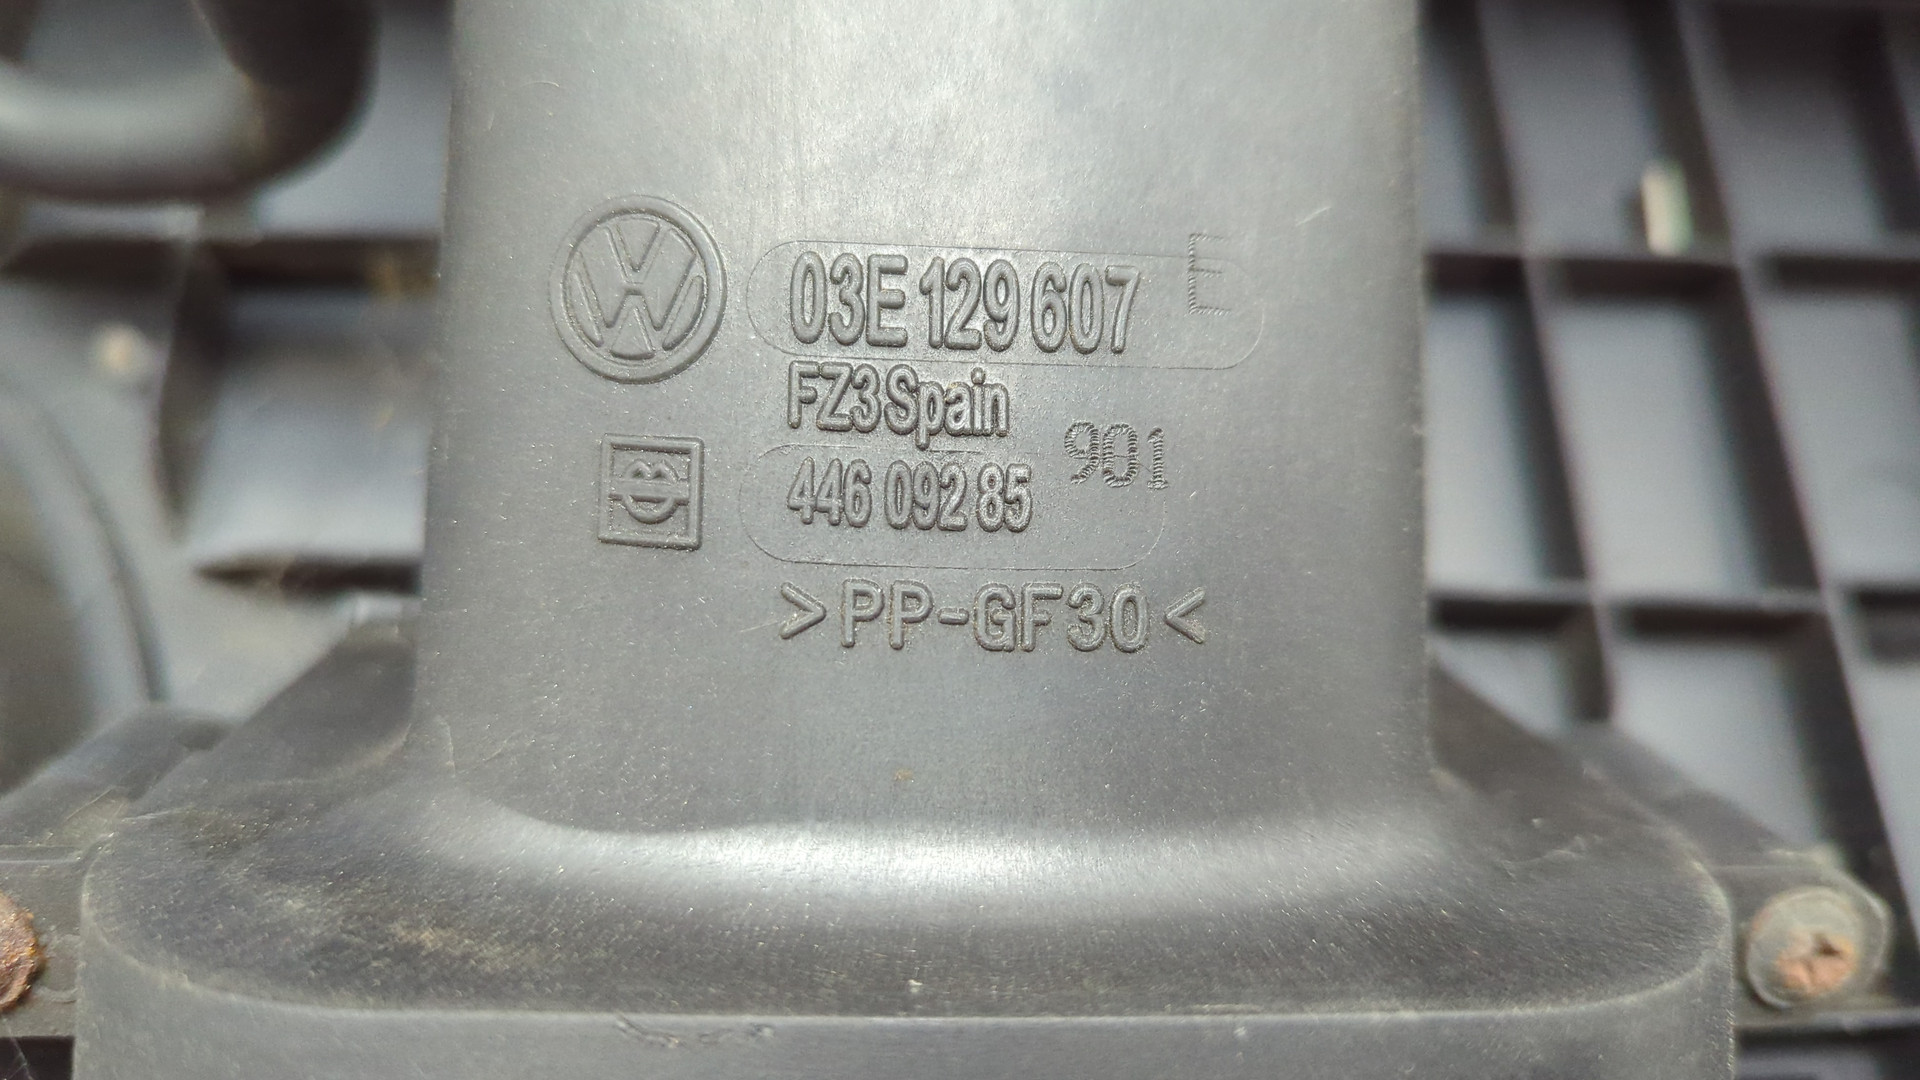 03E 129 607 E
FZ3 Spain
446 092 85 901
>PP-GF30<